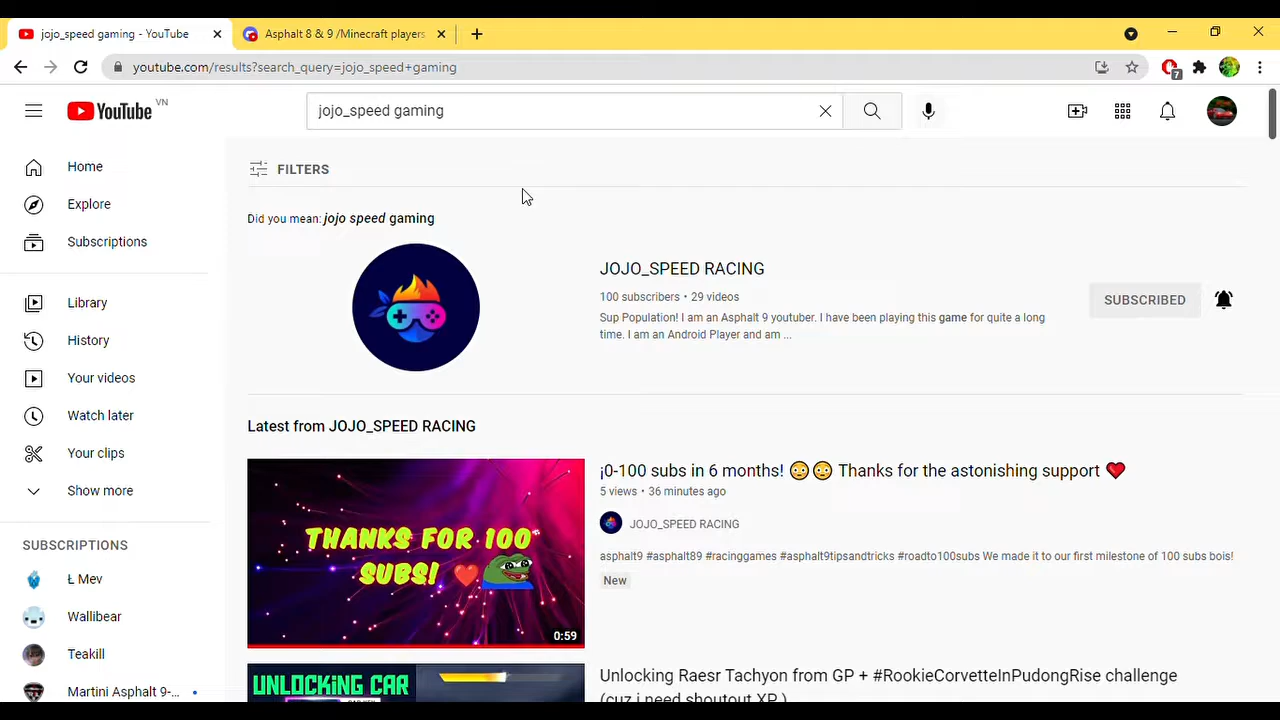 jojo_speed gaming - YouTube
Asphalt 8 & 9 /Minecraft players
youtube.com/results?search_query=jojo_speed+gaming
7
YouTube VN
jojo_speed gaming
Home
Explore
Subscriptions
Library
History
Your videos
Watch later
Your clips
Show more
SUBSCRIPTIONS
Ł Mev
Wallibear
Teakill
Martini Asphalt 9-...
FILTERS
Did you mean: jojo speed gaming
JOJO_SPEED RACING
100 subscribers • 29 videos
Sup Population! I am an Asphalt 9 youtuber. I have been playing this game for quite a long
time. I am an Android Player and am ...
SUBSCRIBED
Latest from JOJO_SPEED RACING
THANKS FOR 100
SUBS!
0:59
¡0-100 subs in 6 months! 😳😳 Thanks for the astonishing support ❤️
5 views • 36 minutes ago
JOJO_SPEED RACING
asphalt9 #asphalt89 #racinggames #asphalt9tipsandtricks #roadto100subs We made it to our first milestone of 100 subs bois!
New
UNLOCKING CAR
Unlocking Raesr Tachyon from GP + #RookieCorvetteInPudongRise challenge
(cuz i need shoutout XP )